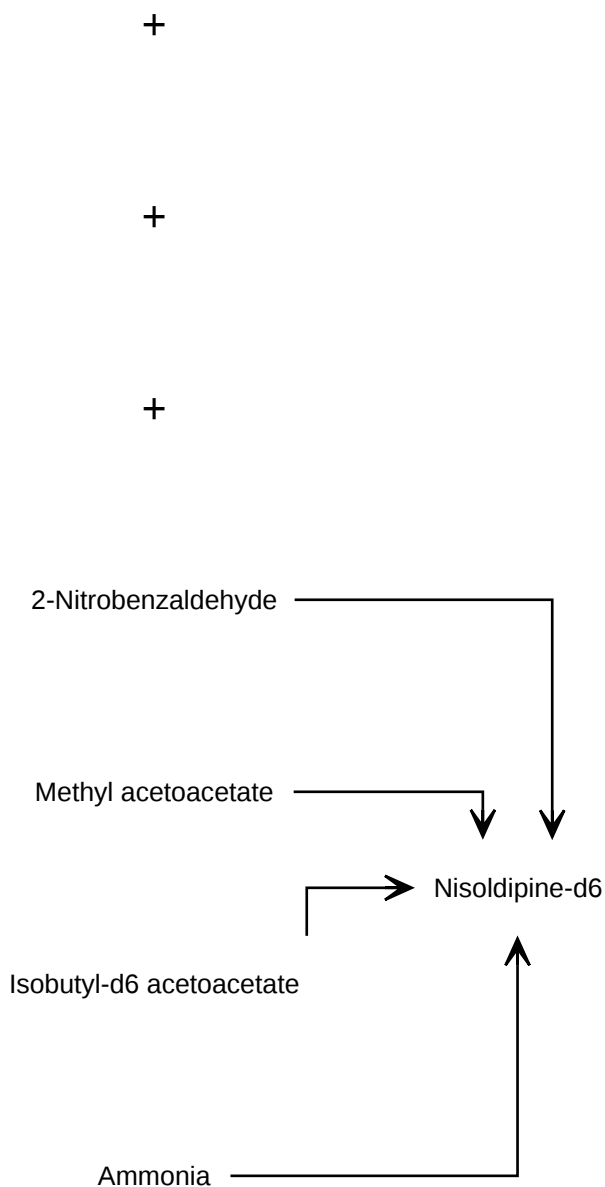 +
+
+
2-Nitrobenzaldehyde
Methyl acetoacetate
Nisoldipine-d6
Isobutyl-d6 acetoacetate
Ammonia